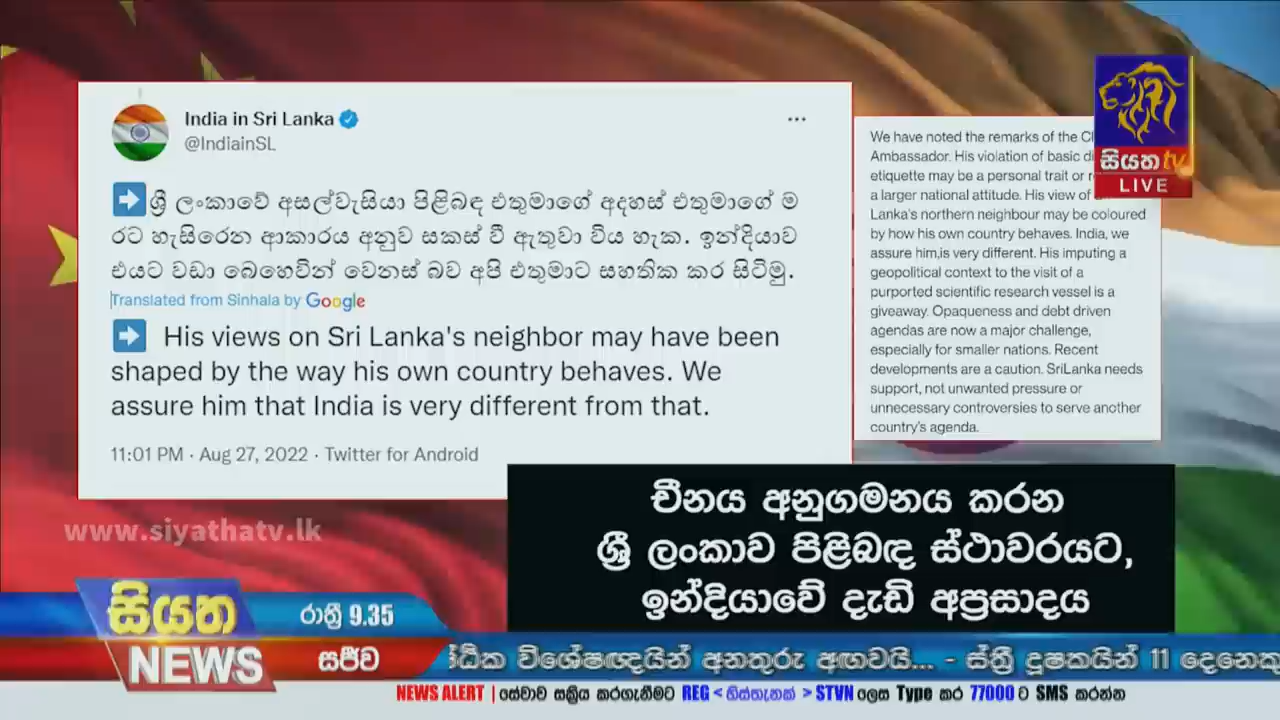 India in Sri Lanka
@IndiainSL
ශ්‍රී ලංකාවේ අසල්වැසියා පිළිබඳ එතුමාගේ අදහස් එතුමාගේ ම
රට හැසිරෙන ආකාරය අනුව සකස් වී ඇතුවා විය හැක. ඉන්දියාව
එයට වඩා බෙහෙවින් වෙනස් බව අපි එතුමාට සහතික කර සිටිමු.
Translated from Sinhala by Google
His views on Sri Lanka's neighbor may have been
shaped by the way his own country behaves. We
assure him that India is very different from that.
11:01 PM · Aug 27, 2022 · Twitter for Android
We have noted the remarks of the
Ambassador. His violation of basic
etiquette may be a personal trait or
a larger national attitude. His view of
Lanka's northern neighbour may be coloured
by how his own country behaves. India, we
assure him,is very different. His imputing a
geopolitical context to the visit of a
purported scientific research vessel is a
giveaway. Opaqueness and debt driven
agendas are now a major challenge,
especially for smaller nations. Recent
developments are a caution. SriLanka needs
support, not unwanted pressure or
unnecessary controversies to serve another
country's agenda.
සියත tv
LIVE
චීනය අනුගමනය කරන
ශ්‍රී ලංකාව පිළිබඳ ස්ථාවරයට,
ඉන්දියාවේ දැඩි අප්‍රසාදය
www.siyathatv.lk
සියත
NEWS
රාත්‍රී 9.35
සජීව
විශේෂඥයින් අනතුරු අඟවයි... - ස්ත්‍රී දූෂකයින් 11 දෙනෙකු
NEWS ALERT | සේවාව සක්‍රීය කරගැනීමට REG < හිස්තැනක් > STVN ලෙස Type කර 77000 ට SMS කරන්න